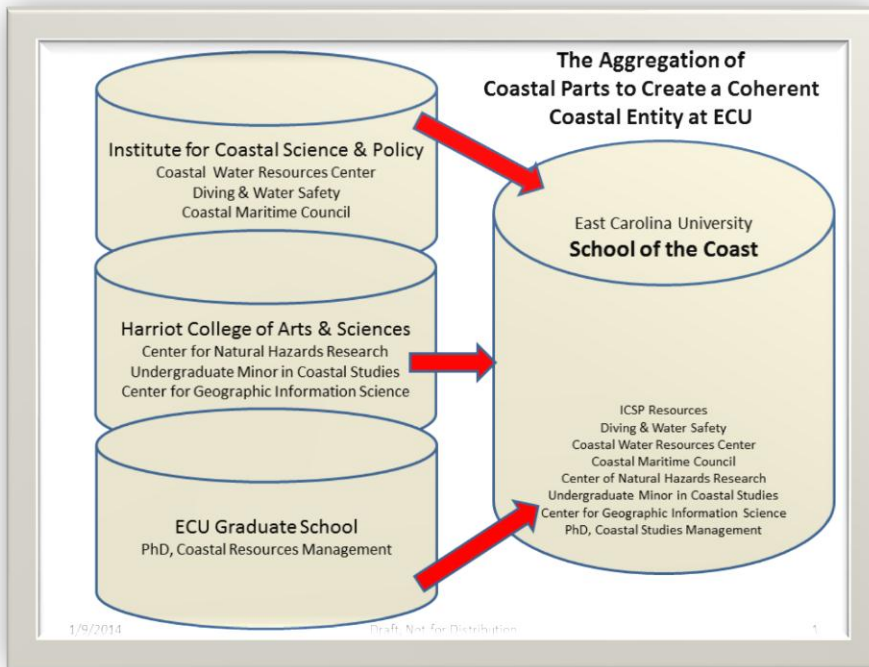 The Aggregation of
Coastal Parts to Create a Coherent
Coastal Entity at ECU
Institute for Coastal Science & Policy
Coastal Water Resources Center
Diving & Water Safety
Coastal Maritime Council
Harriot College of Arts & Sciences
Center for Natural Hazards Research
Undergraduate Minor in Coastal Studies
Center for Geographic Information Science
ECU Graduate School
PhD, Coastal Resources Management
East Carolina University
School of the Coast
ICSP Resources
Diving & Water Safety
Coastal Water Resources Center
Coastal Maritime Council
Center of Natural Hazards Research
Undergraduate Minor in Coastal Studies
Center for Geographic Information Science
PhD, Coastal Studies Management
1/9/2014
Draft, Not for Distribution
1